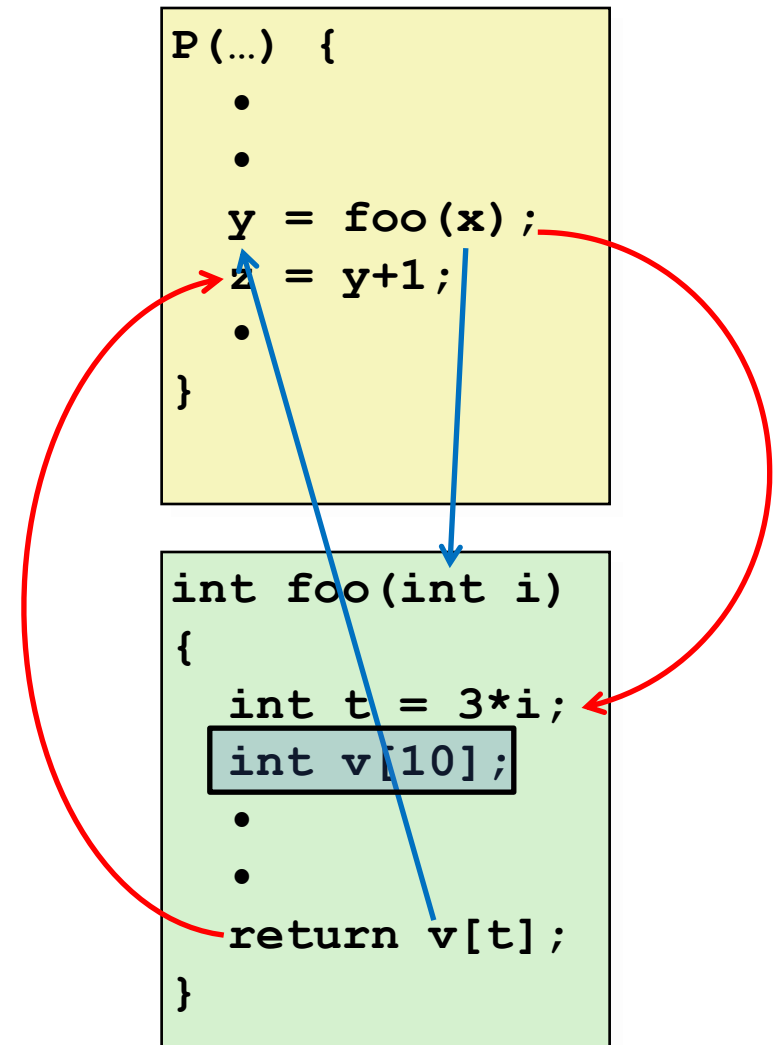 P(…) {
•
•
y = foo(x);
z = y+1;
•
}
int foo(int i)
{
int t = 3*i;
int v[10];
•
•
return v[t];
}